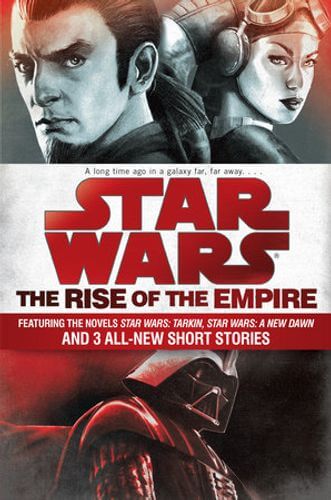 A long time ago in a galaxy far, far away. . . .
STAR
WARS®
THE RISE OF THE EMPIRE
FEATURING THE NOVELS STAR WARS: TARKIN, STAR WARS: A NEW DAWN
AND 3 ALL-NEW SHORT STORIES